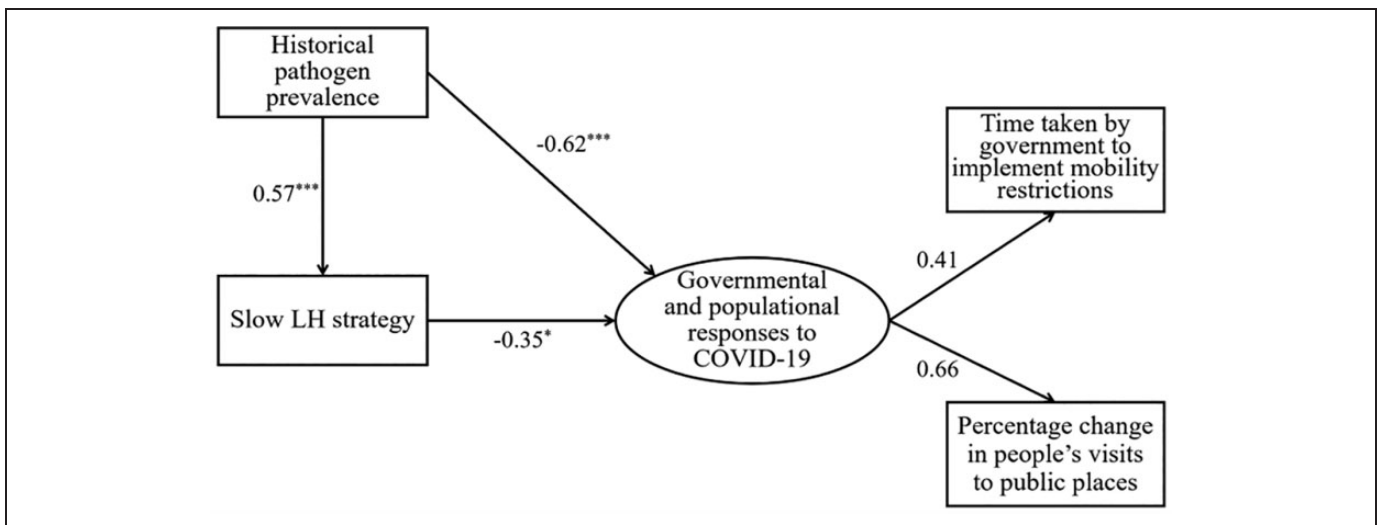 Historical
pathogen
prevalence
-0.62***
0.57***
Slow LH strategy
-0.35*
Governmental
and populational
responses to
COVID-19
Time taken by
government to
implement mobility
restrictions
0.41
0.66
Percentage change
in people’s visits
to public places